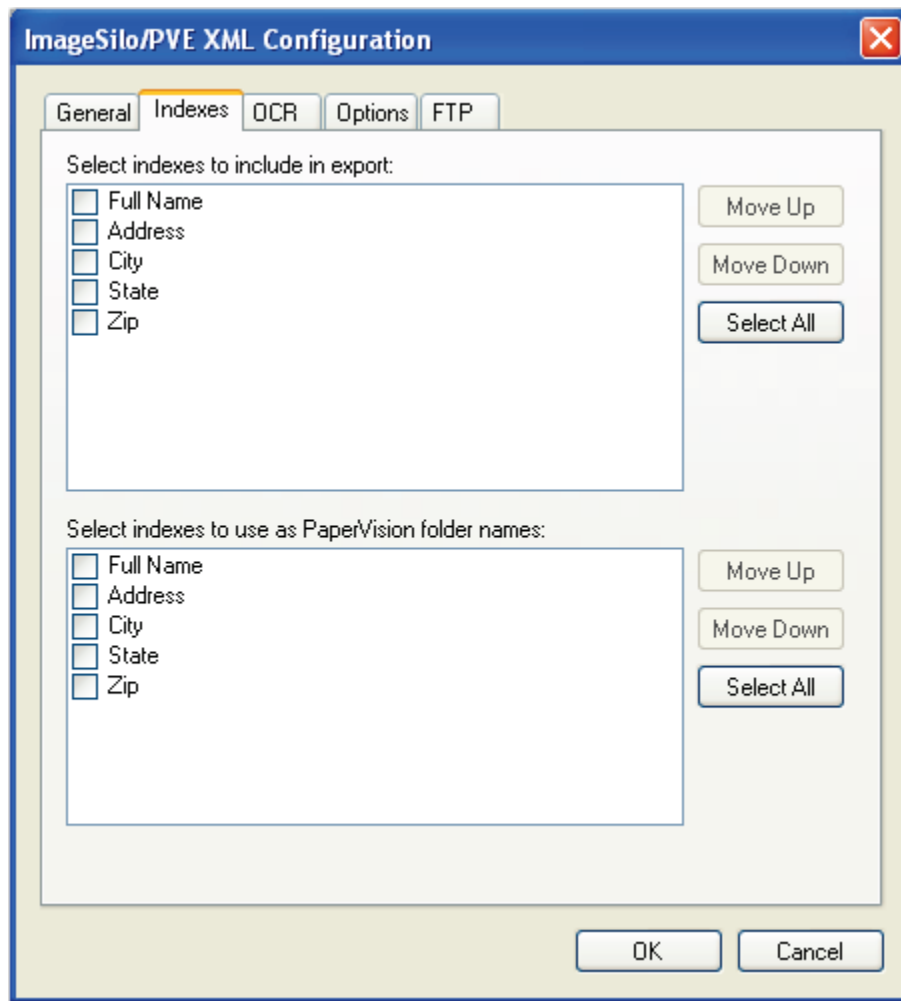 ImageSilo/PVE XML Configuration
General Indexes OCR Options FTP
Select indexes to include in export:
Full Name
Address
City
State
Zip
Move Up
Move Down
Select All
Select indexes to use as PaperVision folder names:
Full Name
Address
City
State
Zip
Move Up
Move Down
Select All
OK Cancel